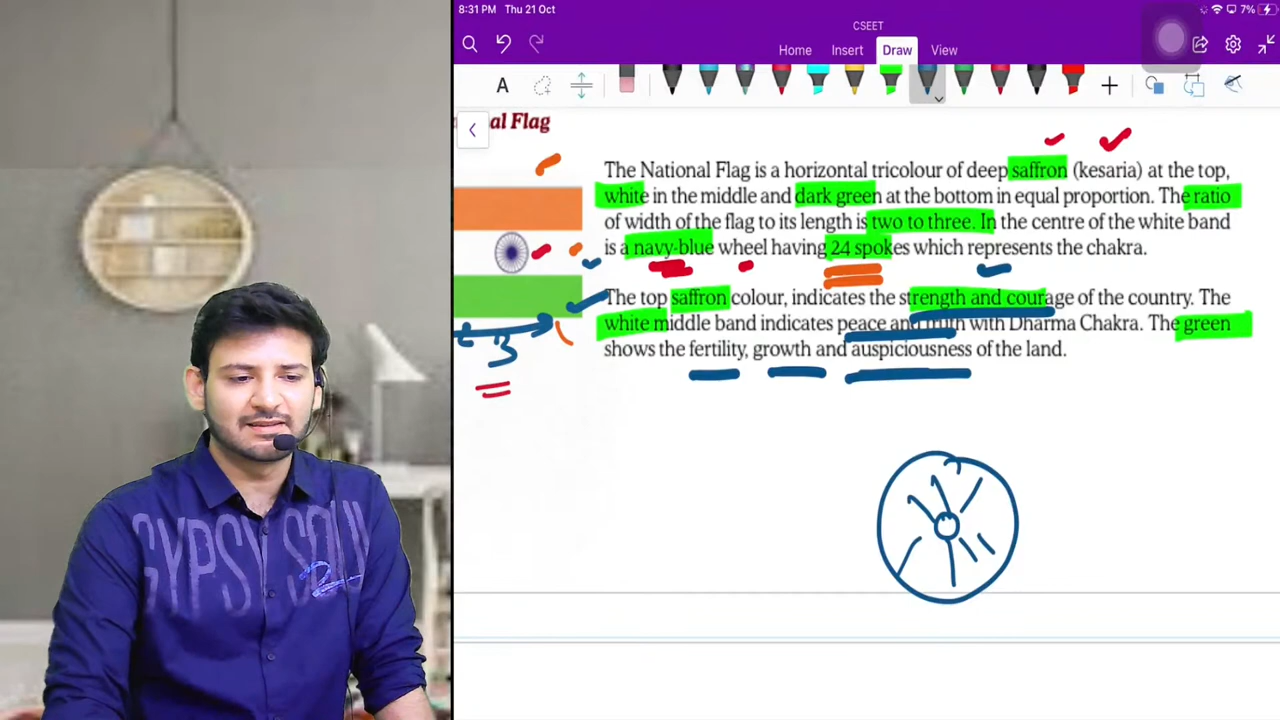 8:31 PM Thu 21 Oct
7%
CSEET
Home Insert Draw View
A
al Flag
The National Flag is a horizontal tricolour of deep saffron (kesaria) at the top,
white in the middle and dark green at the bottom in equal proportion. The ratio
of width of the flag to its length is two to three. In the centre of the white band
is a navy-blue wheel having 24 spokes which represents the chakra.
The top saffron colour, indicates the strength and courage of the country. The
white middle band indicates peace and truth with Dharma Chakra. The green
shows the fertility, growth and auspiciousness of the land.
3
GYPSY SOUL
2